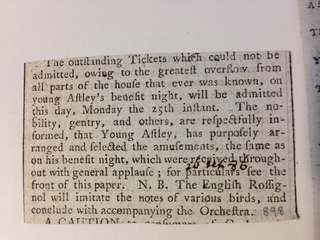 The outstanding Tickets which could not be
admitted, owing to the greatest overflow from
all parts of the house that ever was known, on
young Astley's benefit night, will be admitted
this day, Monday the 25th instant. The no-
bility, gentry, and others, are respectfully in-
formed, that Young Astley, has purposely ar-
ranged and selected the amusements, the same as
on his benefit night, which were received through-
out with general applause; for particulars see the
front of this paper. N. B. The English Rossig-
nol will imitate the notes of various birds, and
conclude with accompanying the Orchestra. 898
A CAUTION to